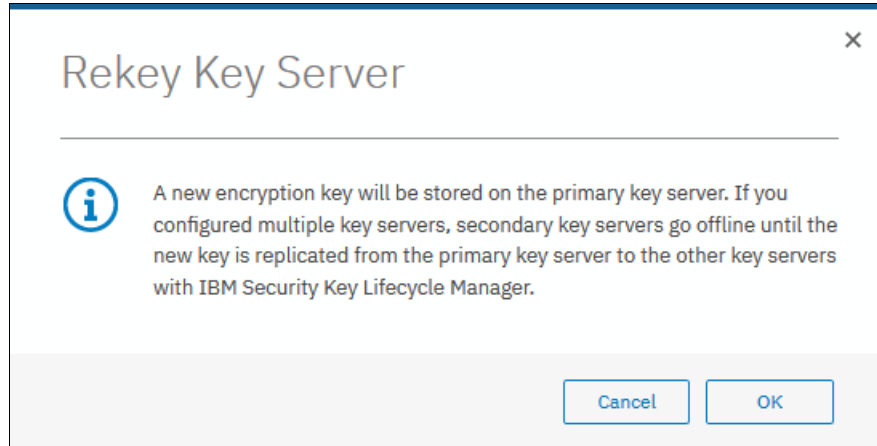 Rekey Key Server
A new encryption key will be stored on the primary key server. If you
configured multiple key servers, secondary key servers go offline until the
new key is replicated from the primary key server to the other key servers
with IBM Security Key Lifecycle Manager.
Cancel OK